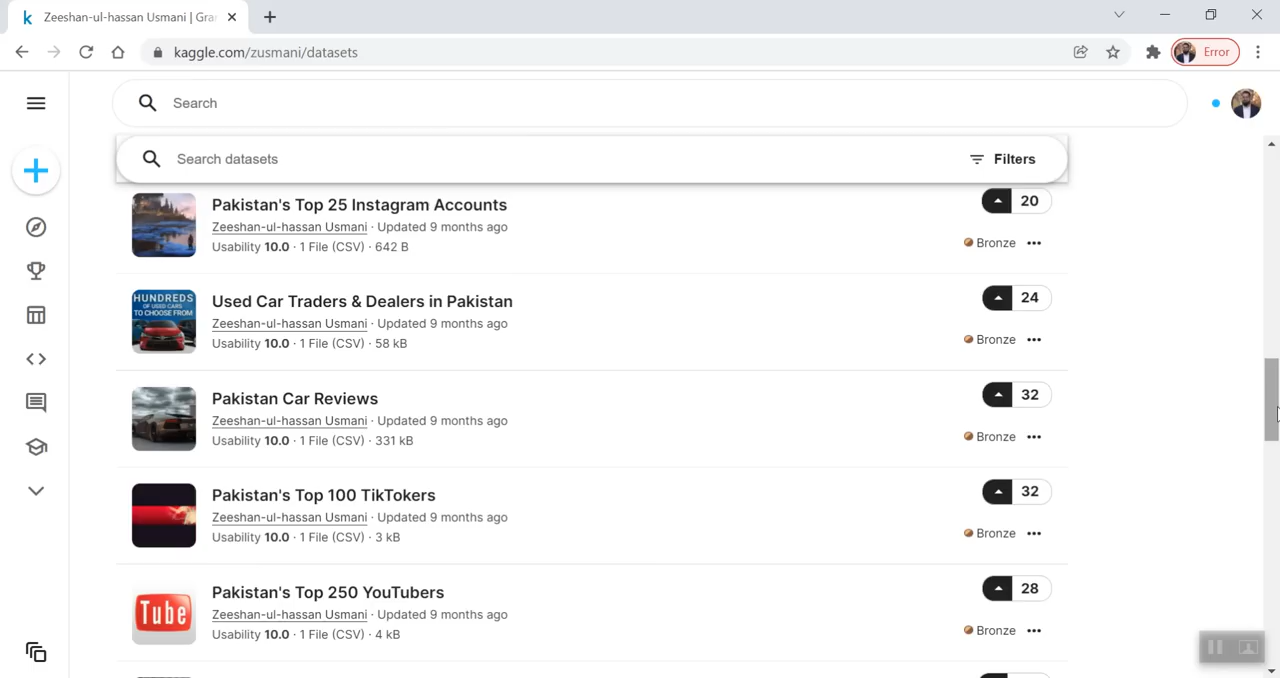 Zeeshan-ul-hassan Usmani | Gra
kaggle.com/zusmani/datasets
Error
Search
Search datasets
Filters
Pakistan's Top 25 Instagram Accounts
20
Zeeshan-ul-hassan Usmani · Updated 9 months ago
Usability 10.0 · 1 File (CSV) · 642 B
Bronze
HUNDREDS
OF USED CARS
TO CHOOSE FROM
Used Car Traders & Dealers in Pakistan
24
Zeeshan-ul-hassan Usmani · Updated 9 months ago
Usability 10.0 · 1 File (CSV) · 58 kB
Bronze
Pakistan Car Reviews
32
Zeeshan-ul-hassan Usmani · Updated 9 months ago
Usability 10.0 · 1 File (CSV) · 331 kB
Bronze
Pakistan's Top 100 TikTokers
32
Zeeshan-ul-hassan Usmani · Updated 9 months ago
Usability 10.0 · 1 File (CSV) · 3 kB
Bronze
Tube
Pakistan's Top 250 YouTubers
28
Zeeshan-ul-hassan Usmani · Updated 9 months ago
Usability 10.0 · 1 File (CSV) · 4 kB
Bronze